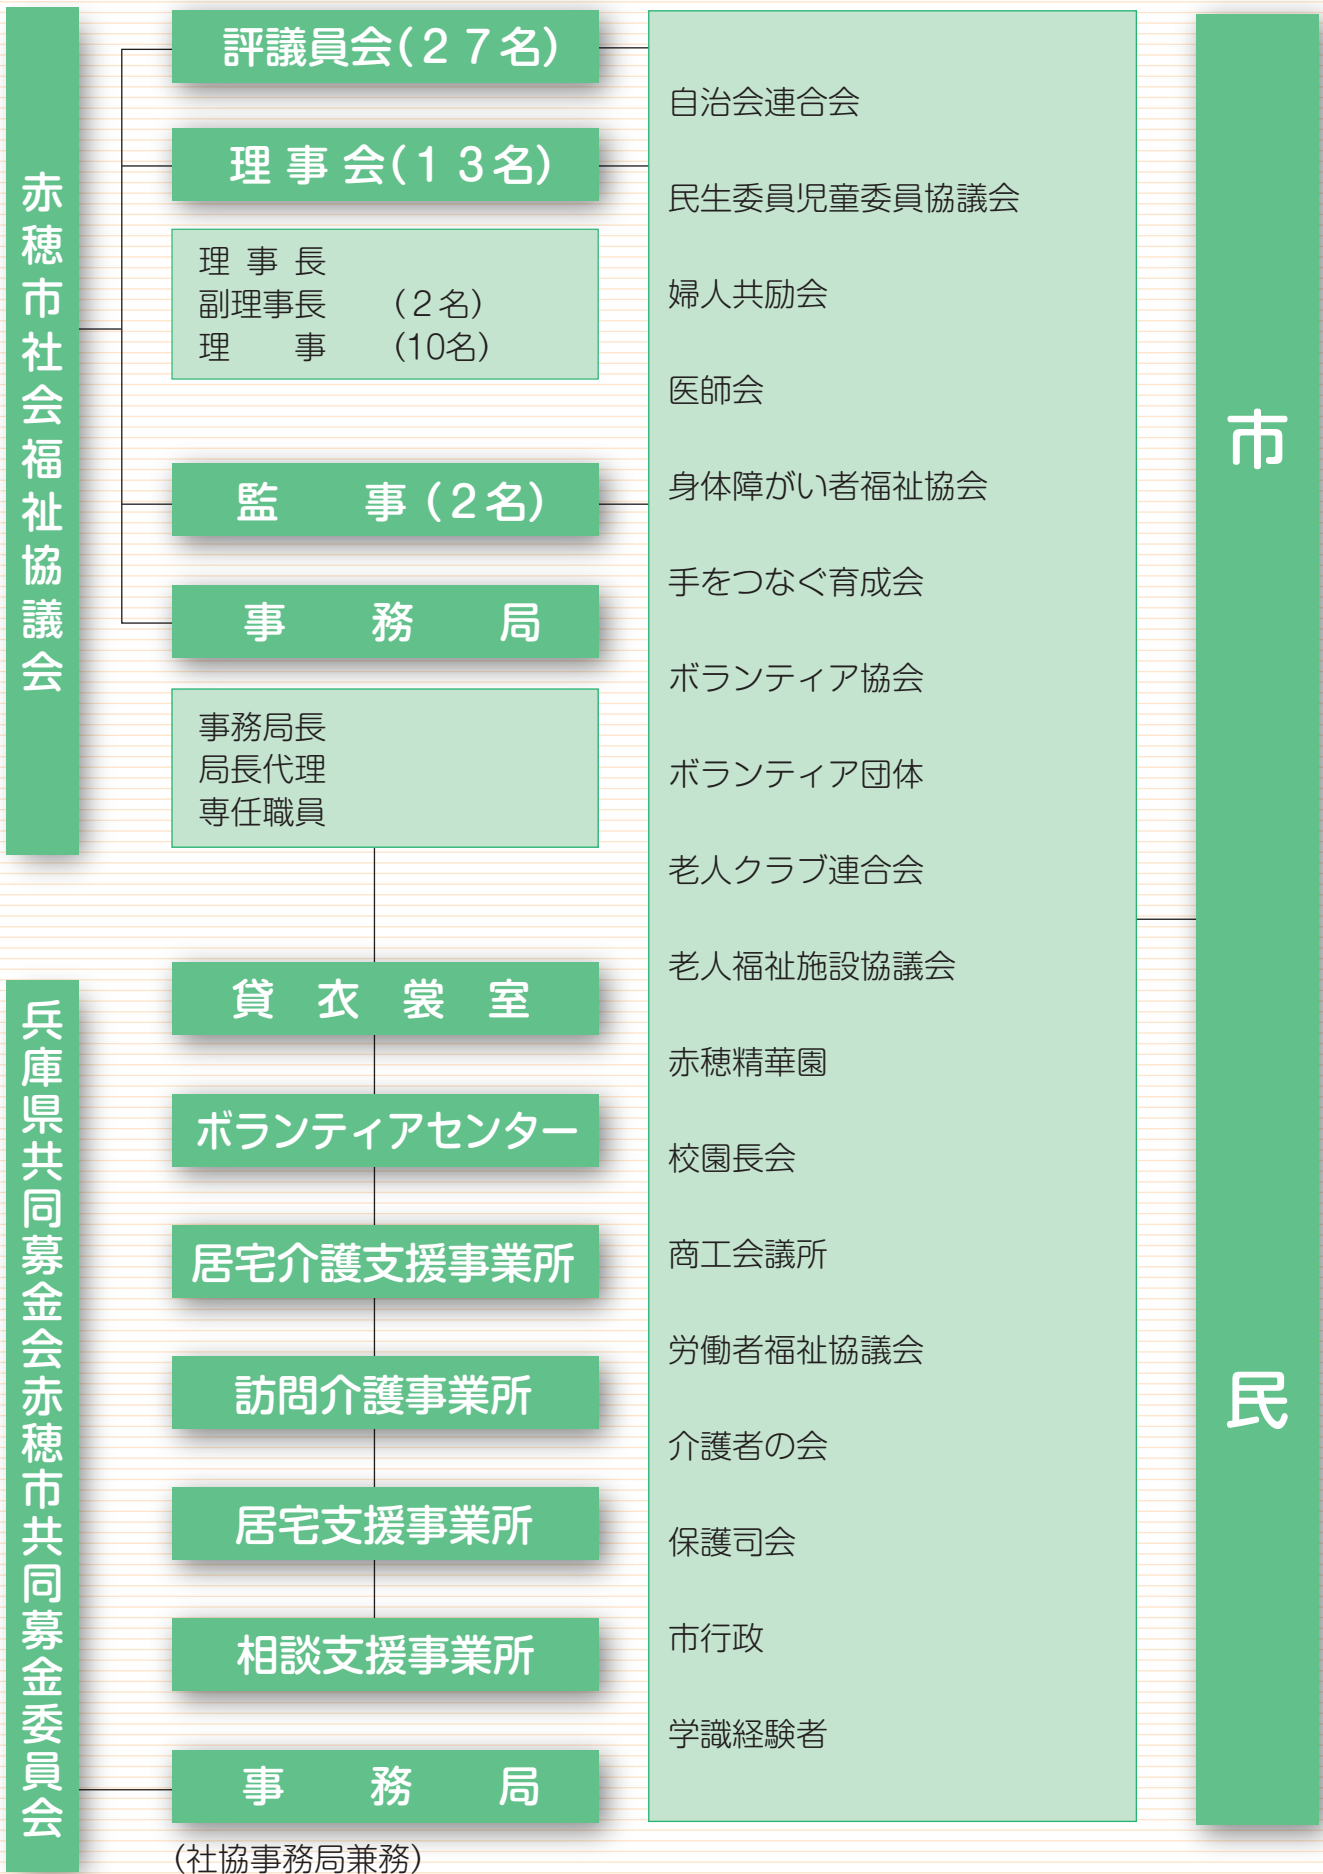 赤穂市社会福祉協議会
評議員会(27名)
理事会(13名)
理事長
副理事長 (2名)
理 事 (10名)
監 事(2名)
事 務 局
事務局長
局長代理
専任職員
貸衣裳室
ボランティアセンター
居宅介護支援事業所
訪問介護事業所
居宅支援事業所
相談支援事業所
兵庫県共同募金会赤穂市共同募金委員会
事 務 局
(社協事務局兼務)
自治会連合会
民生委員児童委員協議会
婦人共励会
医師会
身体障がい者福祉協会
手をつなぐ育成会
ボランティア協会
ボランティア団体
老人クラブ連合会
老人福祉施設協議会
赤穂精華園
校園長会
商工会議所
労働者福祉協議会
介護者の会
保護司会
市行政
学識経験者
市民